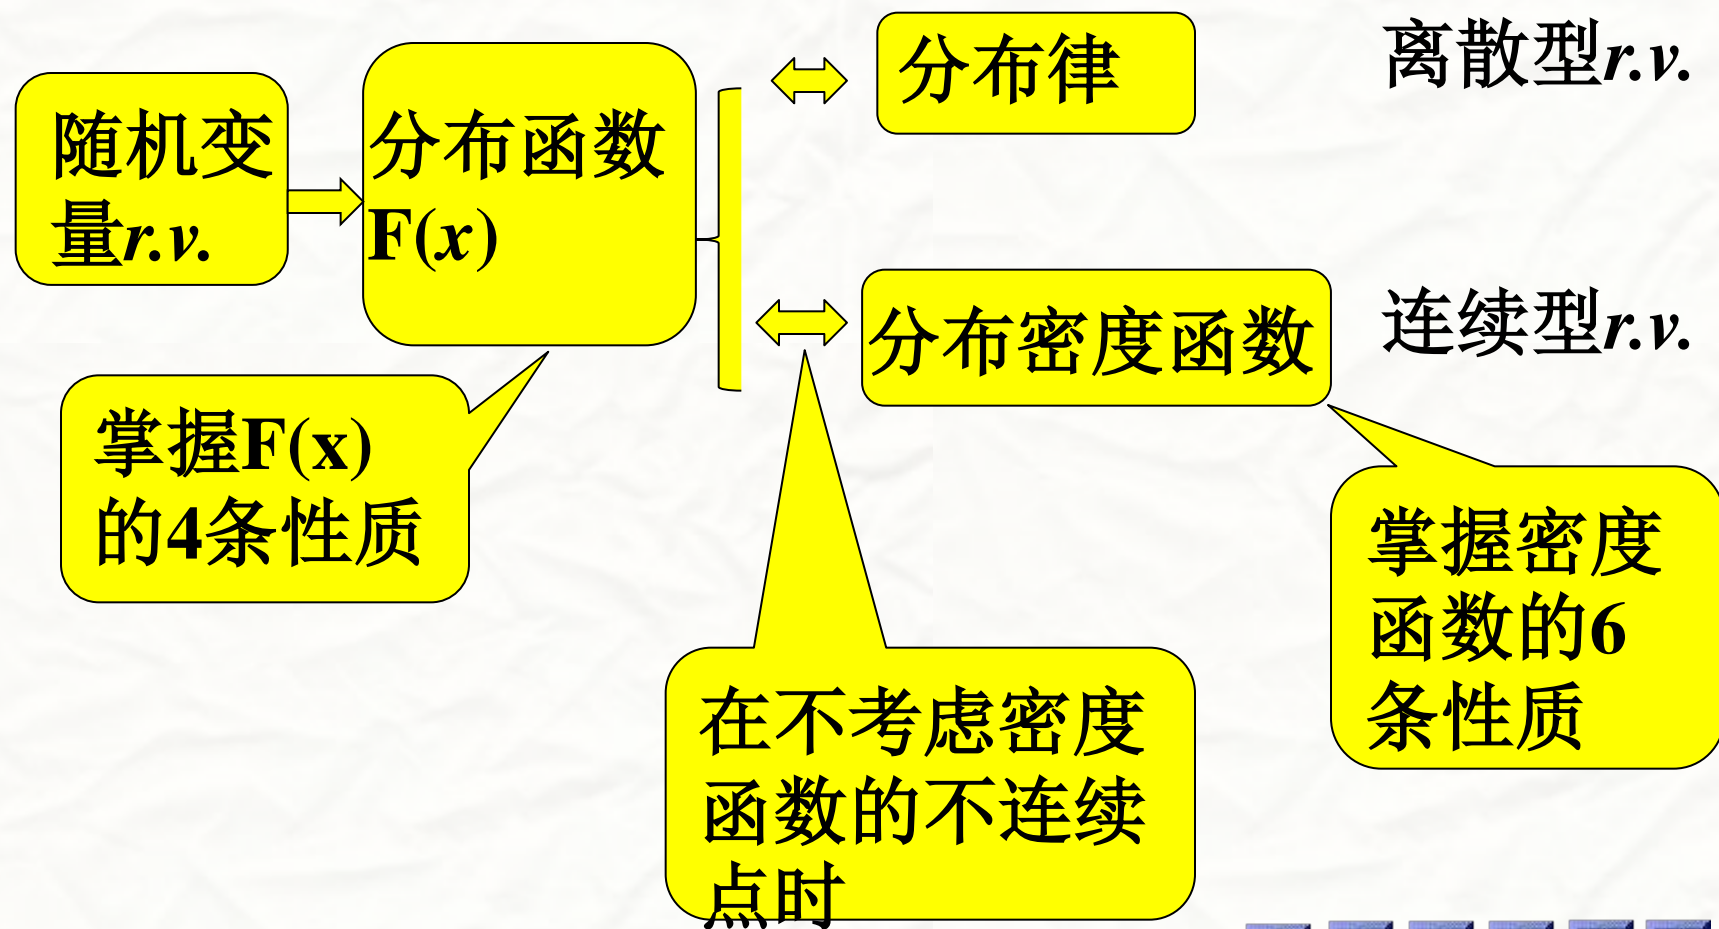 随机变
量r.v.
分布函数
F(x)
分布律
离散型r.v.
分布密度函数
连续型r.v.
掌握F(x)
的4条性质
在不考虑密度
函数的不连续
点时
掌握密度
函数的6
条性质